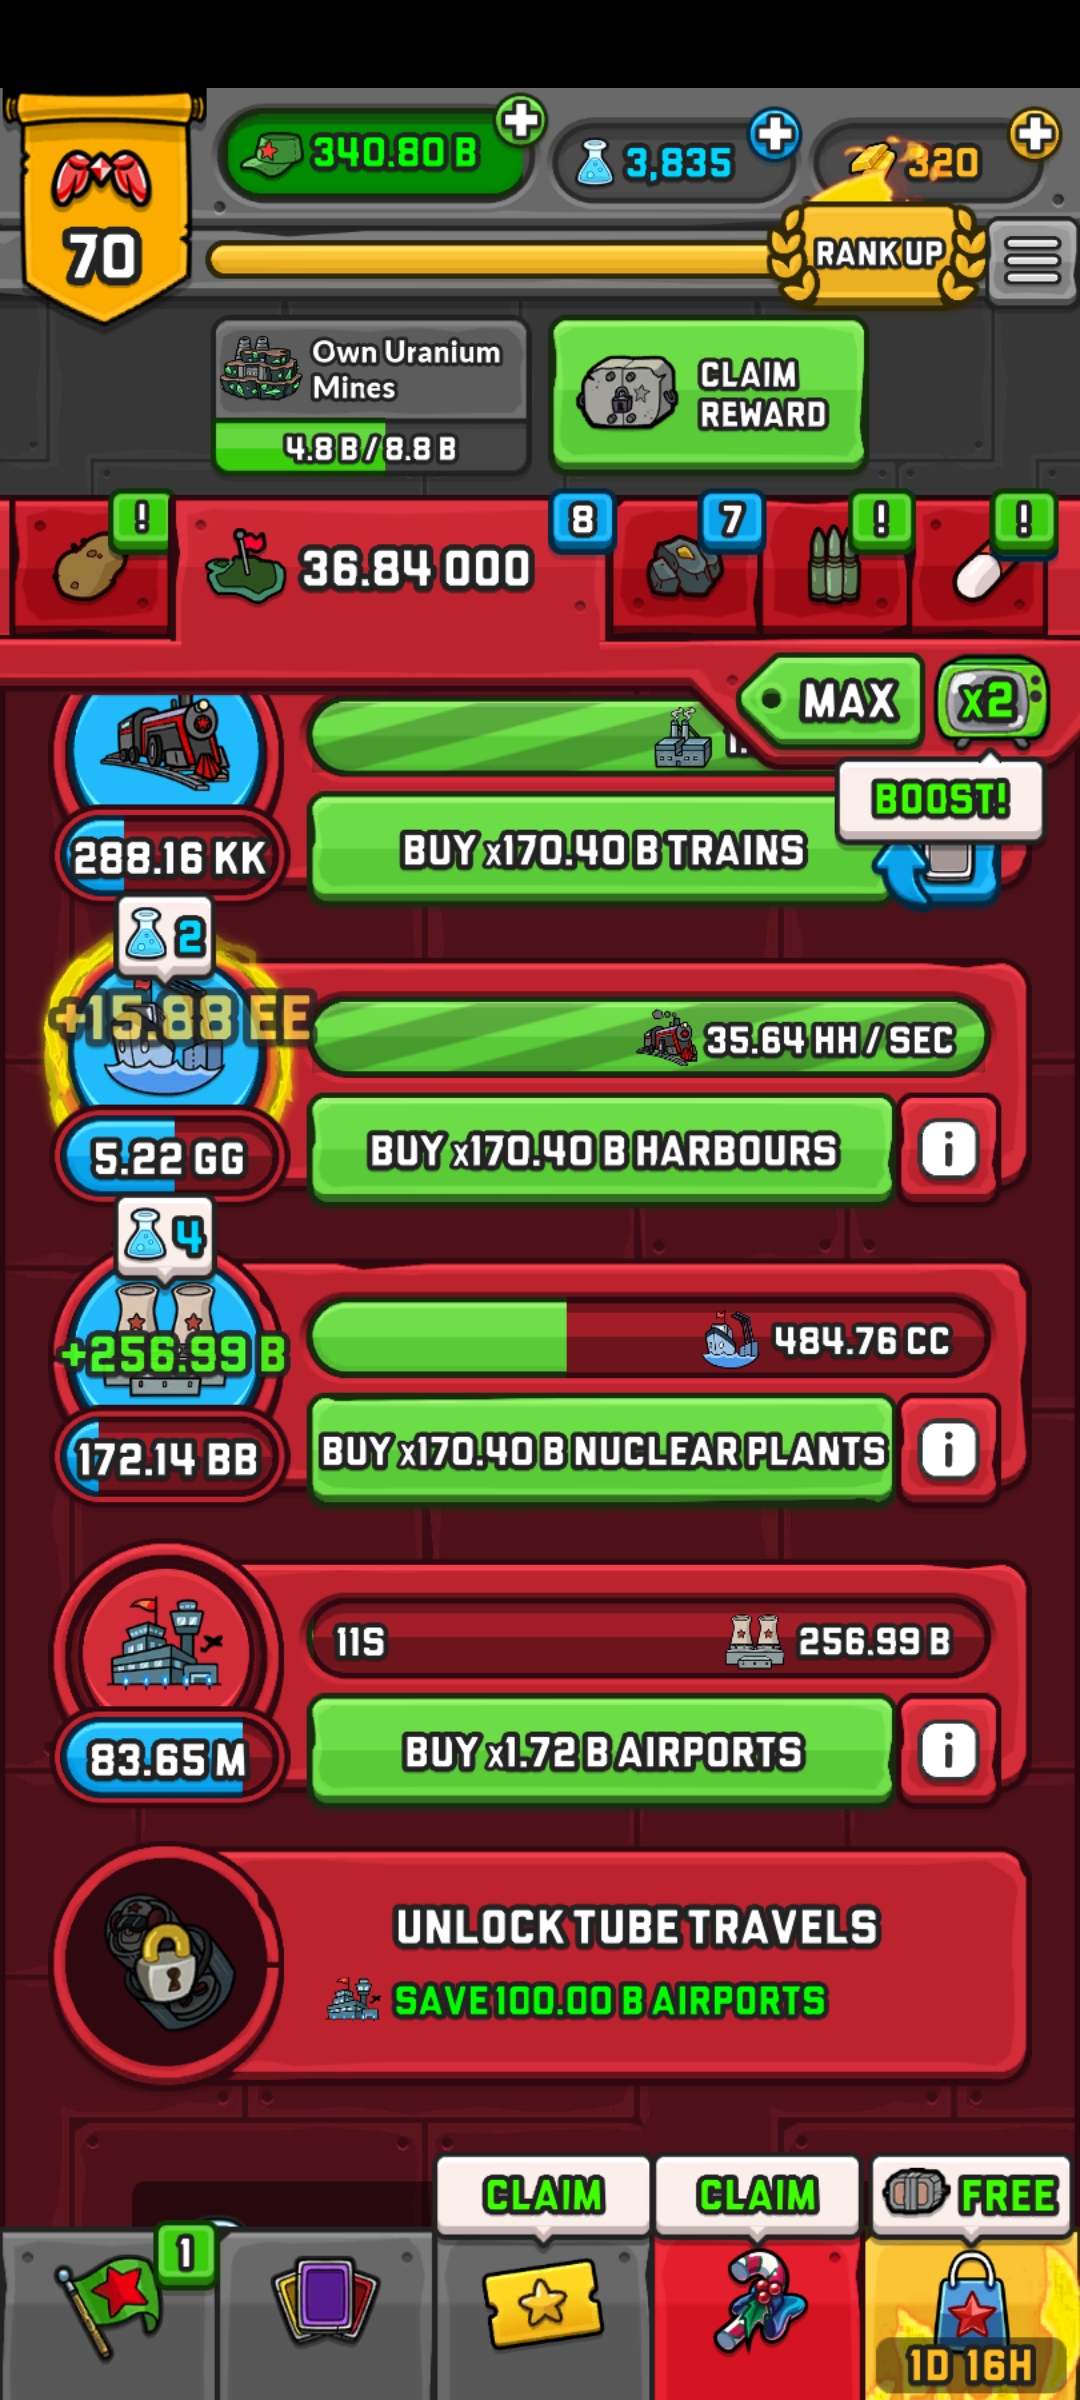 70
340.80 B
3,835
320
RANK UP
Own Uranium
Mines
4.8 B / 8.8 B
CLAIM
REWARD
!
36.84 OOO
8
7
!
!
MAX
x2
BOOST!
288.16 KK
BUY x170.40 B TRAINS
2
+15.88 EE
35.64 HH / SEC
5.22 GG
BUY x170.40 B HARBOURS
i
4
+256.99 B
484.76 CC
172.14 BB
BUY x170.40 B NUCLEAR PLANTS
i
11S
256.99 B
83.65 M
BUY x1.72 B AIRPORTS
i
UNLOCK TUBE TRAVELS
SAVE 100.00 B AIRPORTS
CLAIM
CLAIM
FREE
1
1D 16H